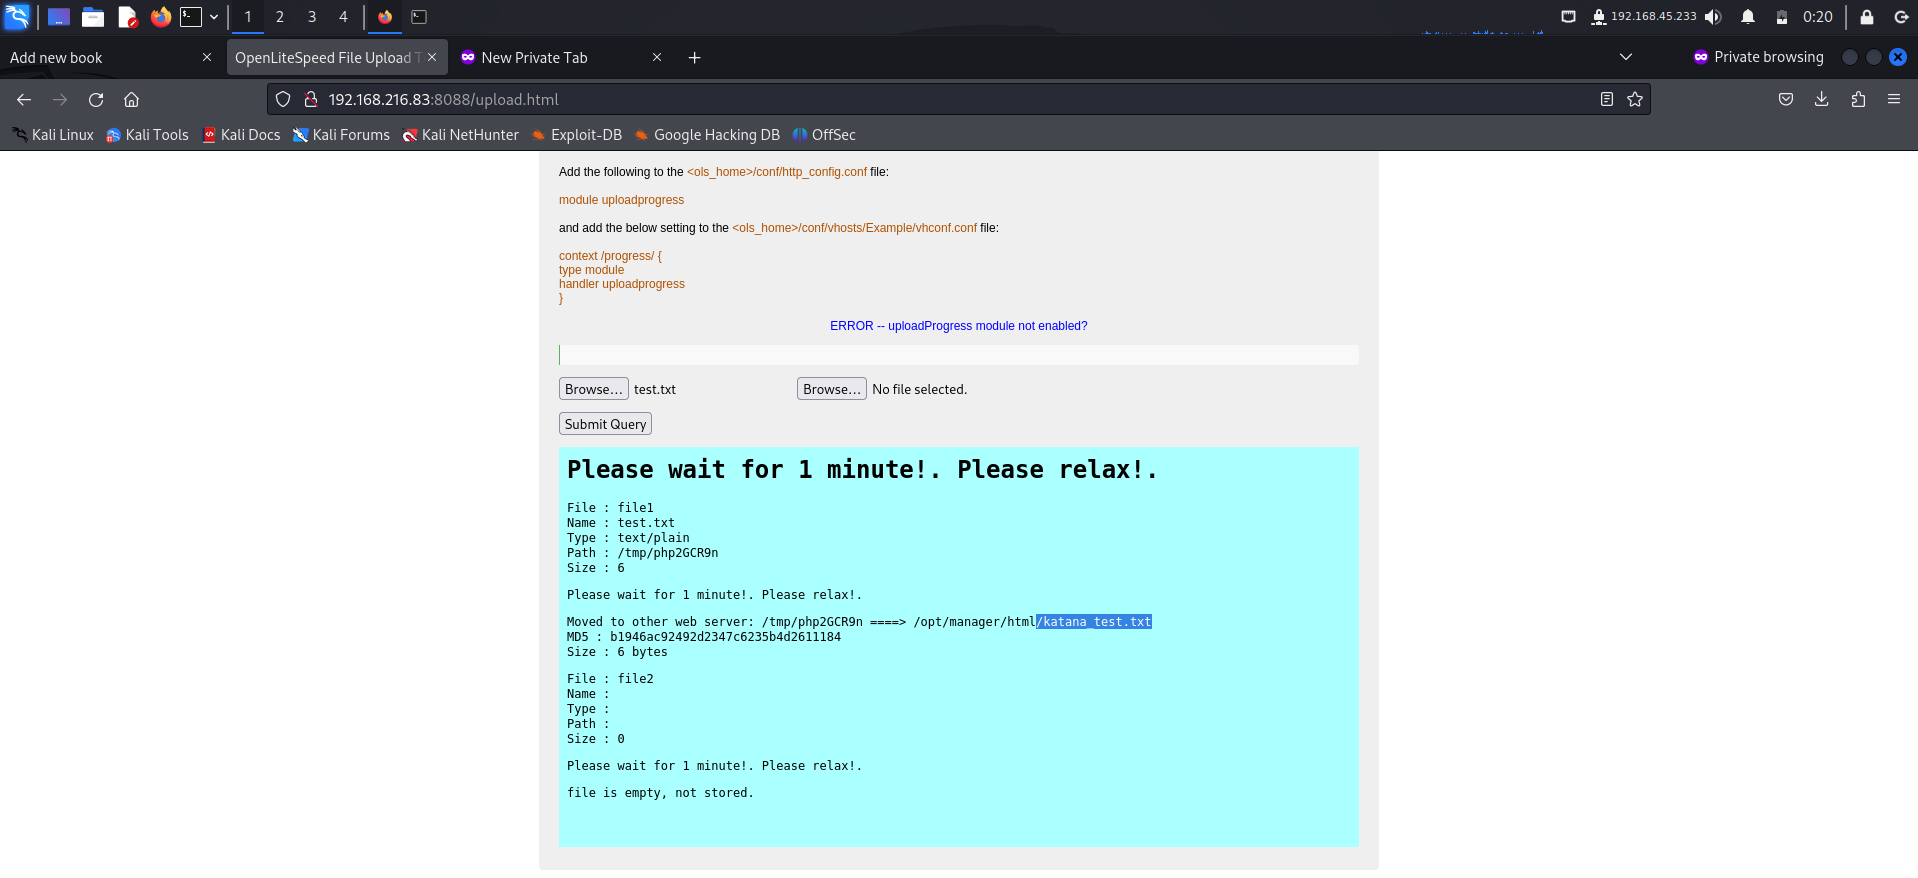 1 2 3 4 192.168.45.233 0:20
Add new book OpenLiteSpeed File Upload T New Private Tab Private browsing
192.168.216.83:8088/upload.html
Kali Linux Kali Tools Kali Docs Kali Forums Kali NetHunter Exploit-DB Google Hacking DB OffSec
Add the following to the <ols_home>/conf/http_config.conf file:
module uploadprogress
and add the below setting to the <ols_home>/conf/vhosts/Example/vhconf.conf file:
context /progress/ {
type module
handler uploadprogress
}
ERROR -- uploadProgress module not enabled?
Browse... test.txt Browse... No file selected.
Submit Query
Please wait for 1 minute!. Please relax!.
File : file1
Name : test.txt
Type : text/plain
Path : /tmp/php2GCR9n
Size : 6
Please wait for 1 minute!. Please relax!.
Moved to other web server: /tmp/php2GCR9n ====> /opt/manager/html/katana_test.txt
MD5 : b1946ac92492d2347c6235b4d2611184
Size : 6 bytes
File : file2
Name :
Type :
Path :
Size : 0
Please wait for 1 minute!. Please relax!.
file is empty, not stored.